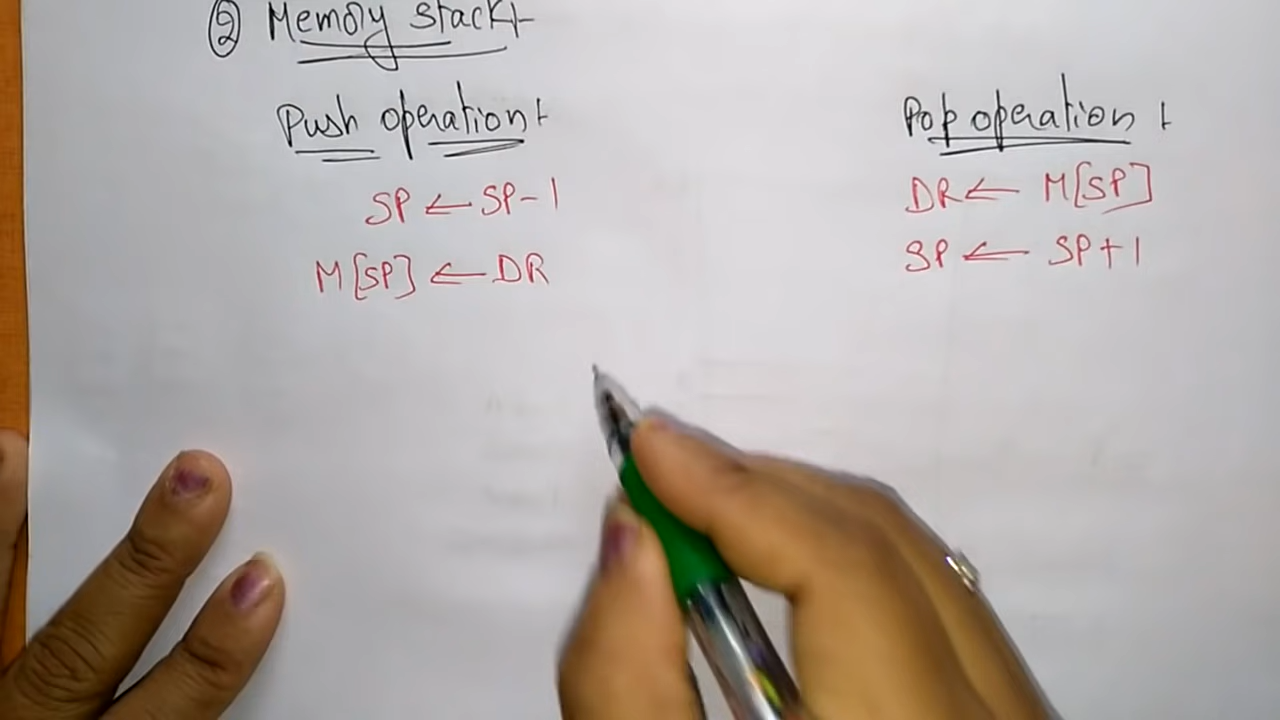 ② Memory stack:-
Push operation:
SP ← SP-1
M[SP] ← DR
Pop operation :
DR ← M[SP]
SP ← SP+1